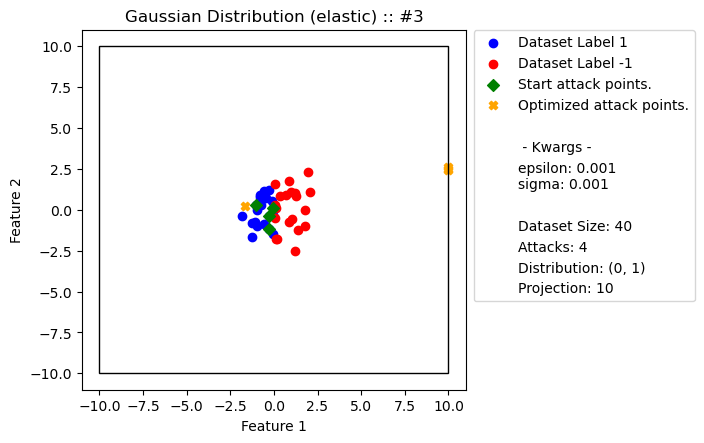 Gaussian Distribution (elastic) :: #3
10.0
7.5
5.0
2.5
0.0
−2.5
−5.0
−7.5
−10.0
Feature 2
−10.0 −7.5 −5.0 −2.5 0.0 2.5 5.0 7.5 10.0
Feature 1
Dataset Label 1
Dataset Label -1
Start attack points.
Optimized attack points.
- Kwargs -
epsilon: 0.001
sigma: 0.001
Dataset Size: 40
Attacks: 4
Distribution: (0, 1)
Projection: 10